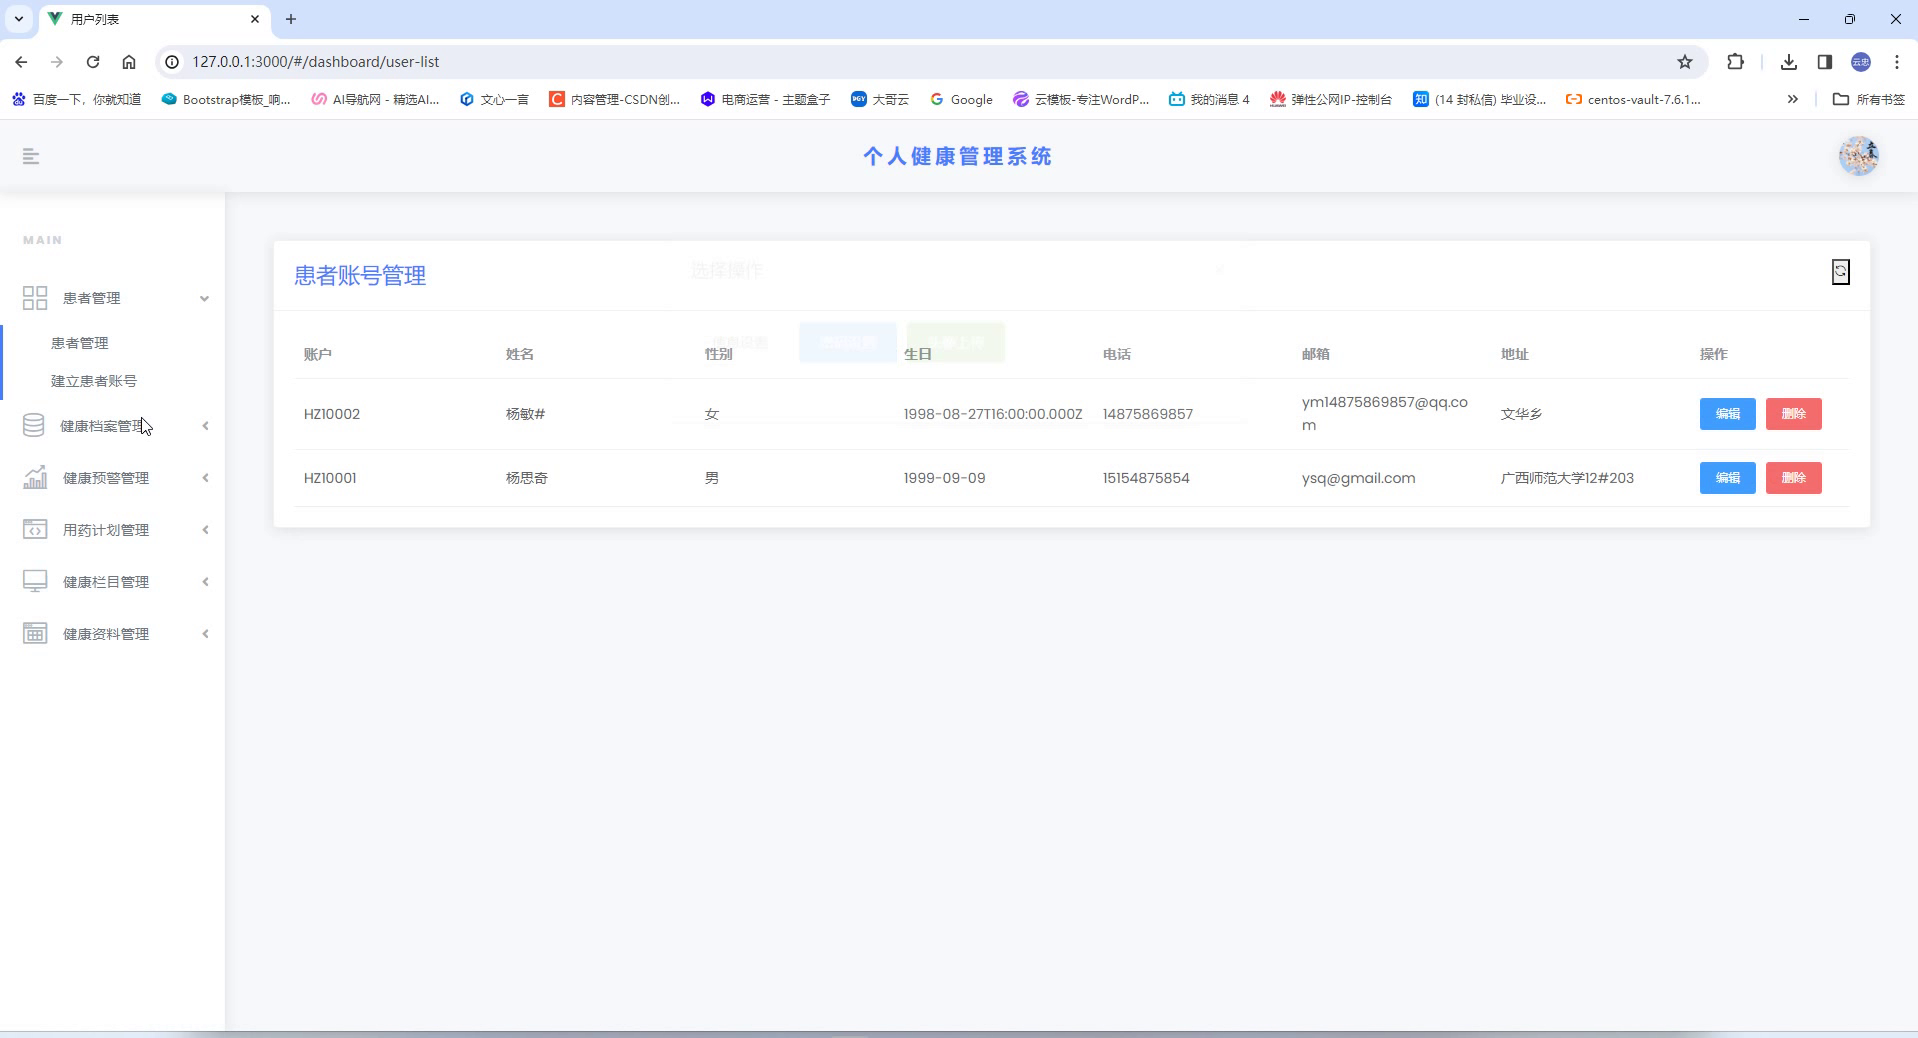 用户列表
127.0.0.1:3000/#/dashboard/user-list
百度一下，你就知道
Bootstrap模板_响...
AI导航网 - 精选AI...
文心一言
内容管理-CSDN创...
电商运营 - 主题盒子
大哥云
Google
云模板-专注WordP...
我的消息 4
弹性公网IP-控制台
(14 封私信) 毕业设...
centos-vault-7.6.1...
所有书签
个人健康管理系统
MAIN
患者管理
患者管理
建立患者账号
健康档案管理
健康预警管理
用药计划管理
健康栏目管理
健康资料管理
患者账号管理
选择操作
账户 姓名 性别 生日 电话 邮箱 地址 操作
HZ10002 杨敏# 女 1998-08-27T16:00:00.000Z 14875869857 ym14875869857@qq.co
m 文华乡 编辑 删除
HZ10001 杨思奇 男 1999-09-09 15154875854 ysq@gmail.com 广西师范大学12#203 编辑 删除